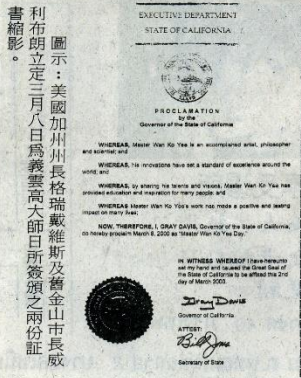 圖示：美國加州州長格瑞戴維斯及舊金山市長威
利布朗立定三月八日為義雲高大師日所簽頒之兩份証
書縮影。
EXECUTIVE DEPARTMENT
STATE OF CALIFORNIA
PROCLAMATION
by the
Governor of the State of California
WHEREAS, Master Wan Ko Yee is an accomplished artist, philosopher
and scientist; and
WHEREAS, his innovations have set a standard of excellence around the
world; and
WHEREAS, by sharing his talents and visions, Master Wan Ko Yee has
provided education and inspiration for many people; and
WHEREAS Master Wan Ko Yee's work has made a positive and lasting
impact on many lives;
NOW, THEREFORE, I, GRAY DAVIS, Governor of the State of California,
do hereby proclaim March 8, 2000 as "Master Wan Ko Yee Day."
IN WITNESS WHEREOF I have hereunto
set my hand and caused the Great Seal of
the State of California to be affixed this 2nd
day of March 2000.
Gray Davis
Governor of California
ATTEST:
Bill Jones
Secretary of State